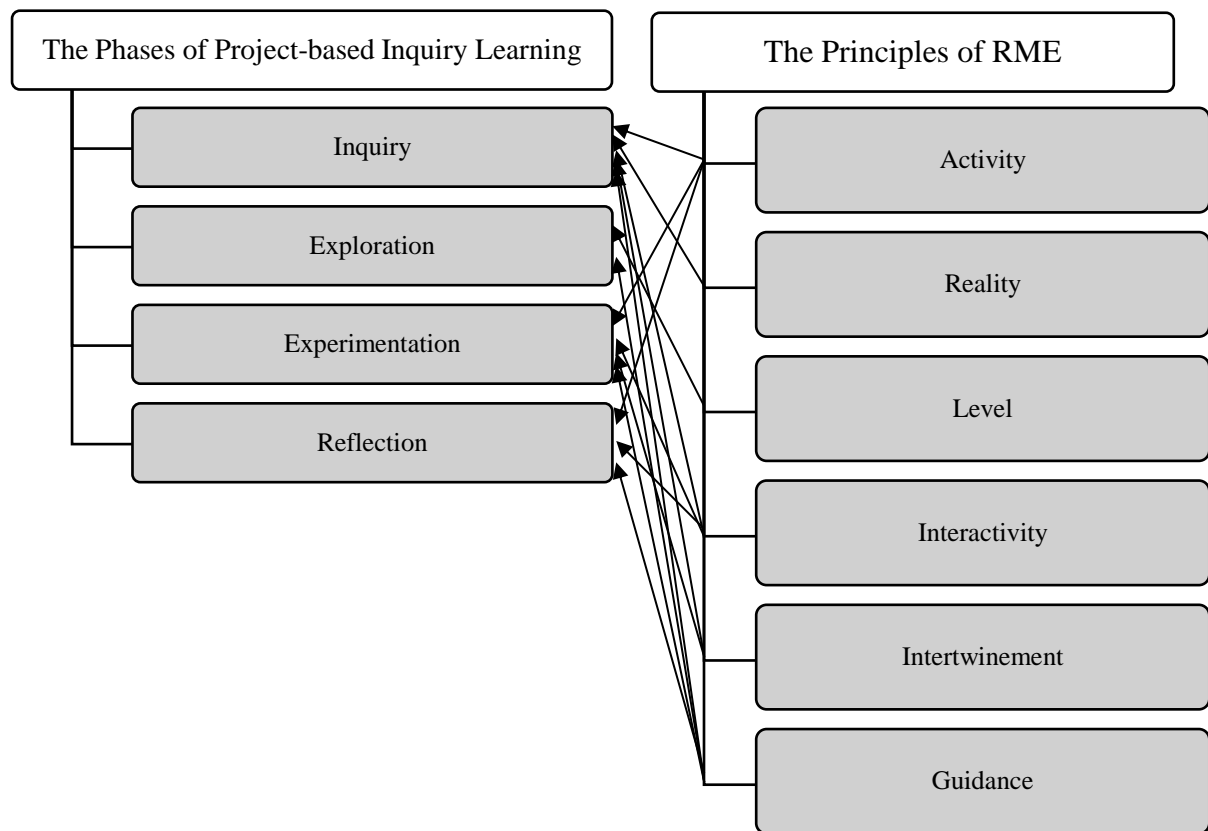 The Phases of Project-based Inquiry Learning
Inquiry
Exploration
Experimentation
Reflection
The Principles of RME
Activity
Reality
Level
Interactivity
Intertwinement
Guidance